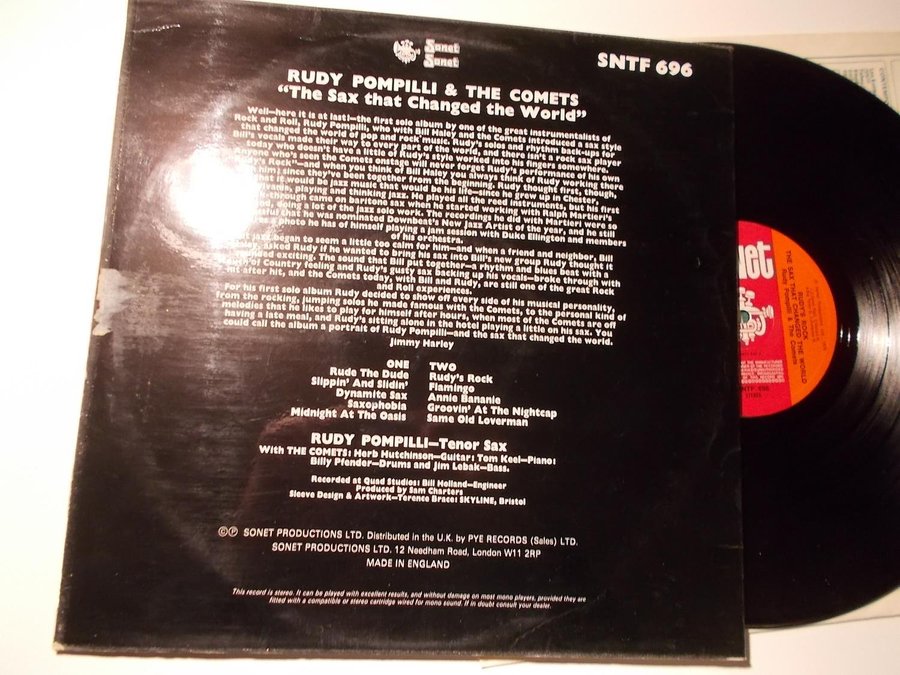 Sonet
Sonet
SNTF 696
RUDY POMPILLI & THE COMETS
"The Sax that Changed the World"
Well—here it is at last!—the first solo album by one of the great instrumentalists of
Rock and Roll, Rudy Pompilli, who with Bill Haley and the Comets introduced a sax style
that changed the world of pop and rock music. Rudy's solos and rhythm back-ups for
Bill's vocals made their way to every part of the world, and there isn't a rock sax player
today who doesn't have a little of Rudy's style worked into his fingers somewhere.
Anyone who's seen the Comets onstage will never forget Rudy's performance of his own
Rock"—and when you think of Bill Haley you always think of Rudy working there
him) since they've been together from the beginning. Rudy thought first, though,
that it would be jazz music that would be his life—since he grew up in Chester,
playing and thinking jazz. He played all the reed instruments, but his first
-through came on baritone sax when he started working with Ralph Martieri's
doing a lot of the jazz solo work. The recordings he did with Martieri were so
that he was nominated Downbeat's New Jazz Artist of the year, and he still
a photo he has of himself playing a jam session with Duke Ellington and members
of his orchestra.
jazz began to seem a little too calm for him—and when a friend and neighbor, Bill
asked Rudy if he wanted to bring his sax into Bill's new group Rudy thought it
exciting. The sound that Bill put together—a rhythm and blues beat with a
of Country feeling and Rudy's gusty sax backing up his vocals—broke through with
hit after hit, and the Comets today, with Bill and Rudy, are still one of the great Rock
and Roll experiences.
For his first solo album Rudy decided to show off every side of his musical personality,
from the rocking, jumping solos he made famous with the Comets, to the personal kind of
melodies that he likes to play for himself after hours, when most of the Comets are off
having a late meal, and Rudy's sitting alone in the hotel playing a little on his sax. You
could call the album a portrait of Rudy Pompilli—and the sax that changed the world.
Jimmy Harley
ONE
Rude The Dude
Slippin' And Slidin'
Dynamite Sax
Saxophobia
Midnight At The Oasis
TWO
Rudy's Rock
Flamingo
Annie Bananie
Groovin' At The Nightcap
Same Old Loverman
RUDY POMPILLI—Tenor Sax
With THE COMETS: Herb Hutchinson—Guitar: Tom Keel—Piano:
Billy Pfender—Drums and Jim Lebak—Bass.
Recorded at Quad Studios: Bill Holland—Engineer
Produced by Sam Charters
Sleeve Design & Artwork—Terence Brace: SKYLINE, Bristol
©℗ SONET PRODUCTIONS LTD. Distributed in the U.K. by PYE RECORDS (Sales) LTD.
SONET PRODUCTIONS LTD. 12 Needham Road, London W11 2RP
MADE IN ENGLAND
This record is stereo. It can be played with excellent results, and without damage on most mono players, provided they are
fitted with a compatible or stereo cartridge wired for mono sound. If in doubt consult your dealer.
RUDY'S ROCK
THE SAX THAT CHANGED THE WORLD
Rudy Pompilli & The Comets
STEREO